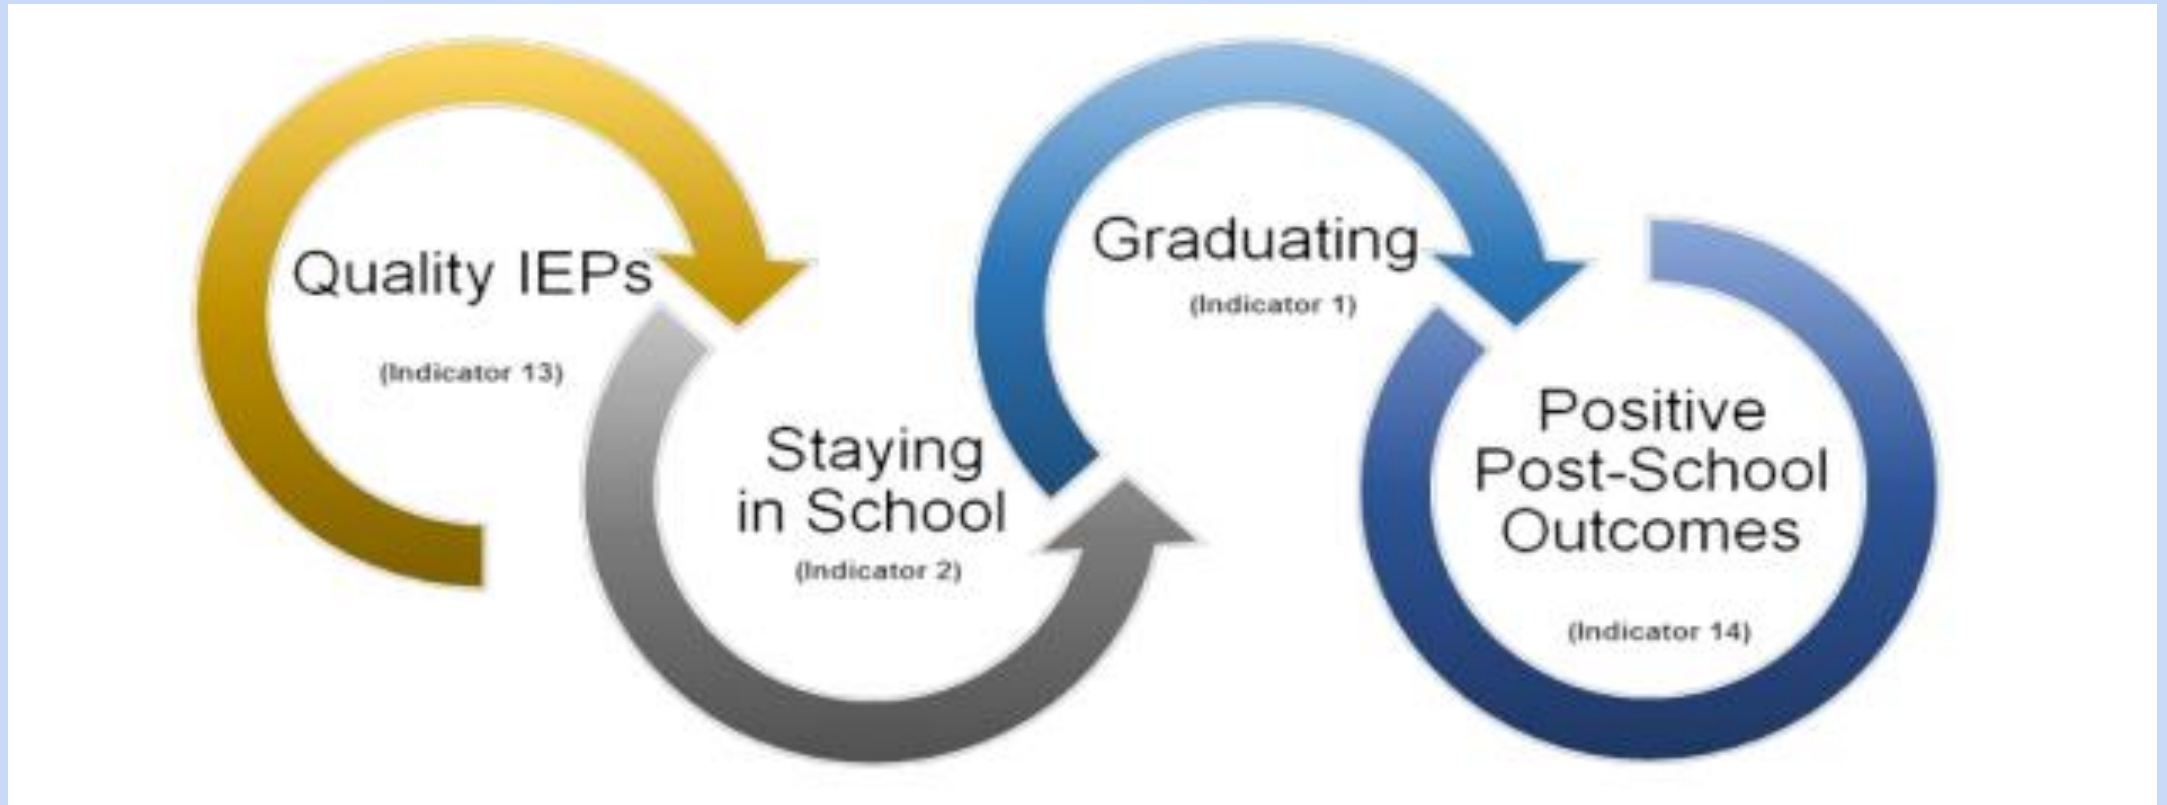 Quality IEPs
(Indicator 13)
Staying
in School
(Indicator 2)
Graduating
(Indicator 1)
Positive
Post-School
Outcomes
(Indicator 14)